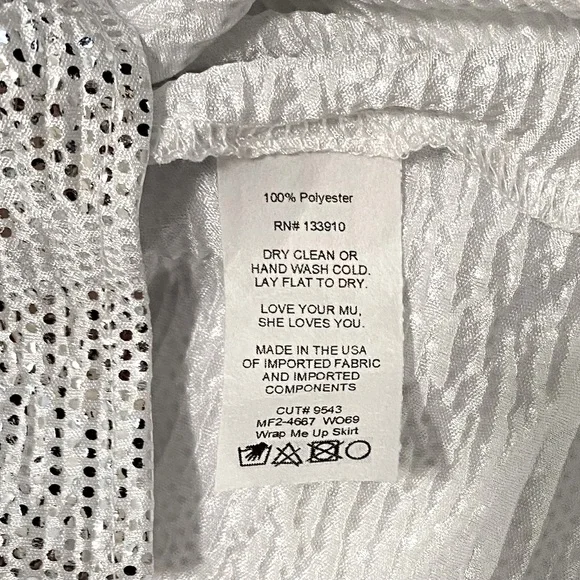 100% Polyester
RN# 133910
DRY CLEAN OR
HAND WASH COLD.
LAY FLAT TO DRY.
LOVE YOUR MU,
SHE LOVES YOU.
MADE IN THE USA
OF IMPORTED FABRIC
AND IMPORTED
COMPONENTS
CUT# 9543
MF2-4667 WO69
Wrap Me Up Skirt